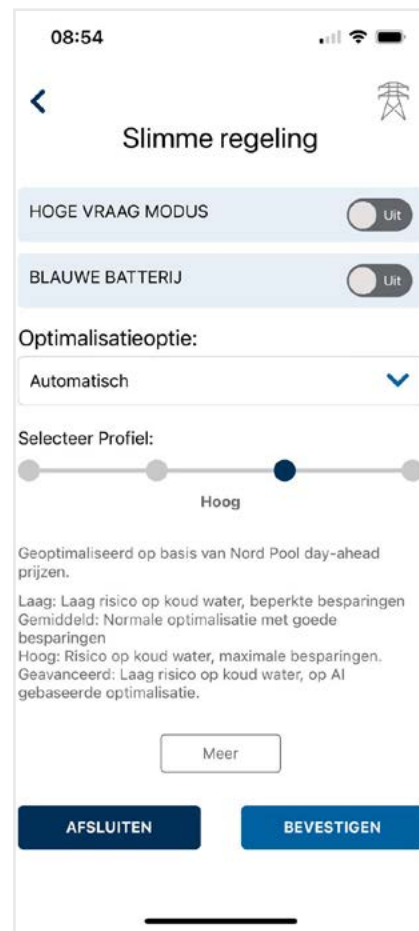 08:54
Slimme regeling
HOGE VRAAG MODUS
Uit
BLAUWE BATTERIJ
Uit
Optimalisatieoptie:
Automatisch
Selecteer Profiel:
Hoog
Geoptimaliseerd op basis van Nord Pool day-ahead
prijzen.
Laag: Laag risico op koud water, beperkte besparingen
Gemiddeld: Normale optimalisatie met goede
besparingen
Hoog: Risico op koud water, maximale besparingen.
Geavanceerd: Laag risico op koud water, op AI
gebaseerde optimalisatie.
Meer
AFSLUITEN
BEVESTIGEN